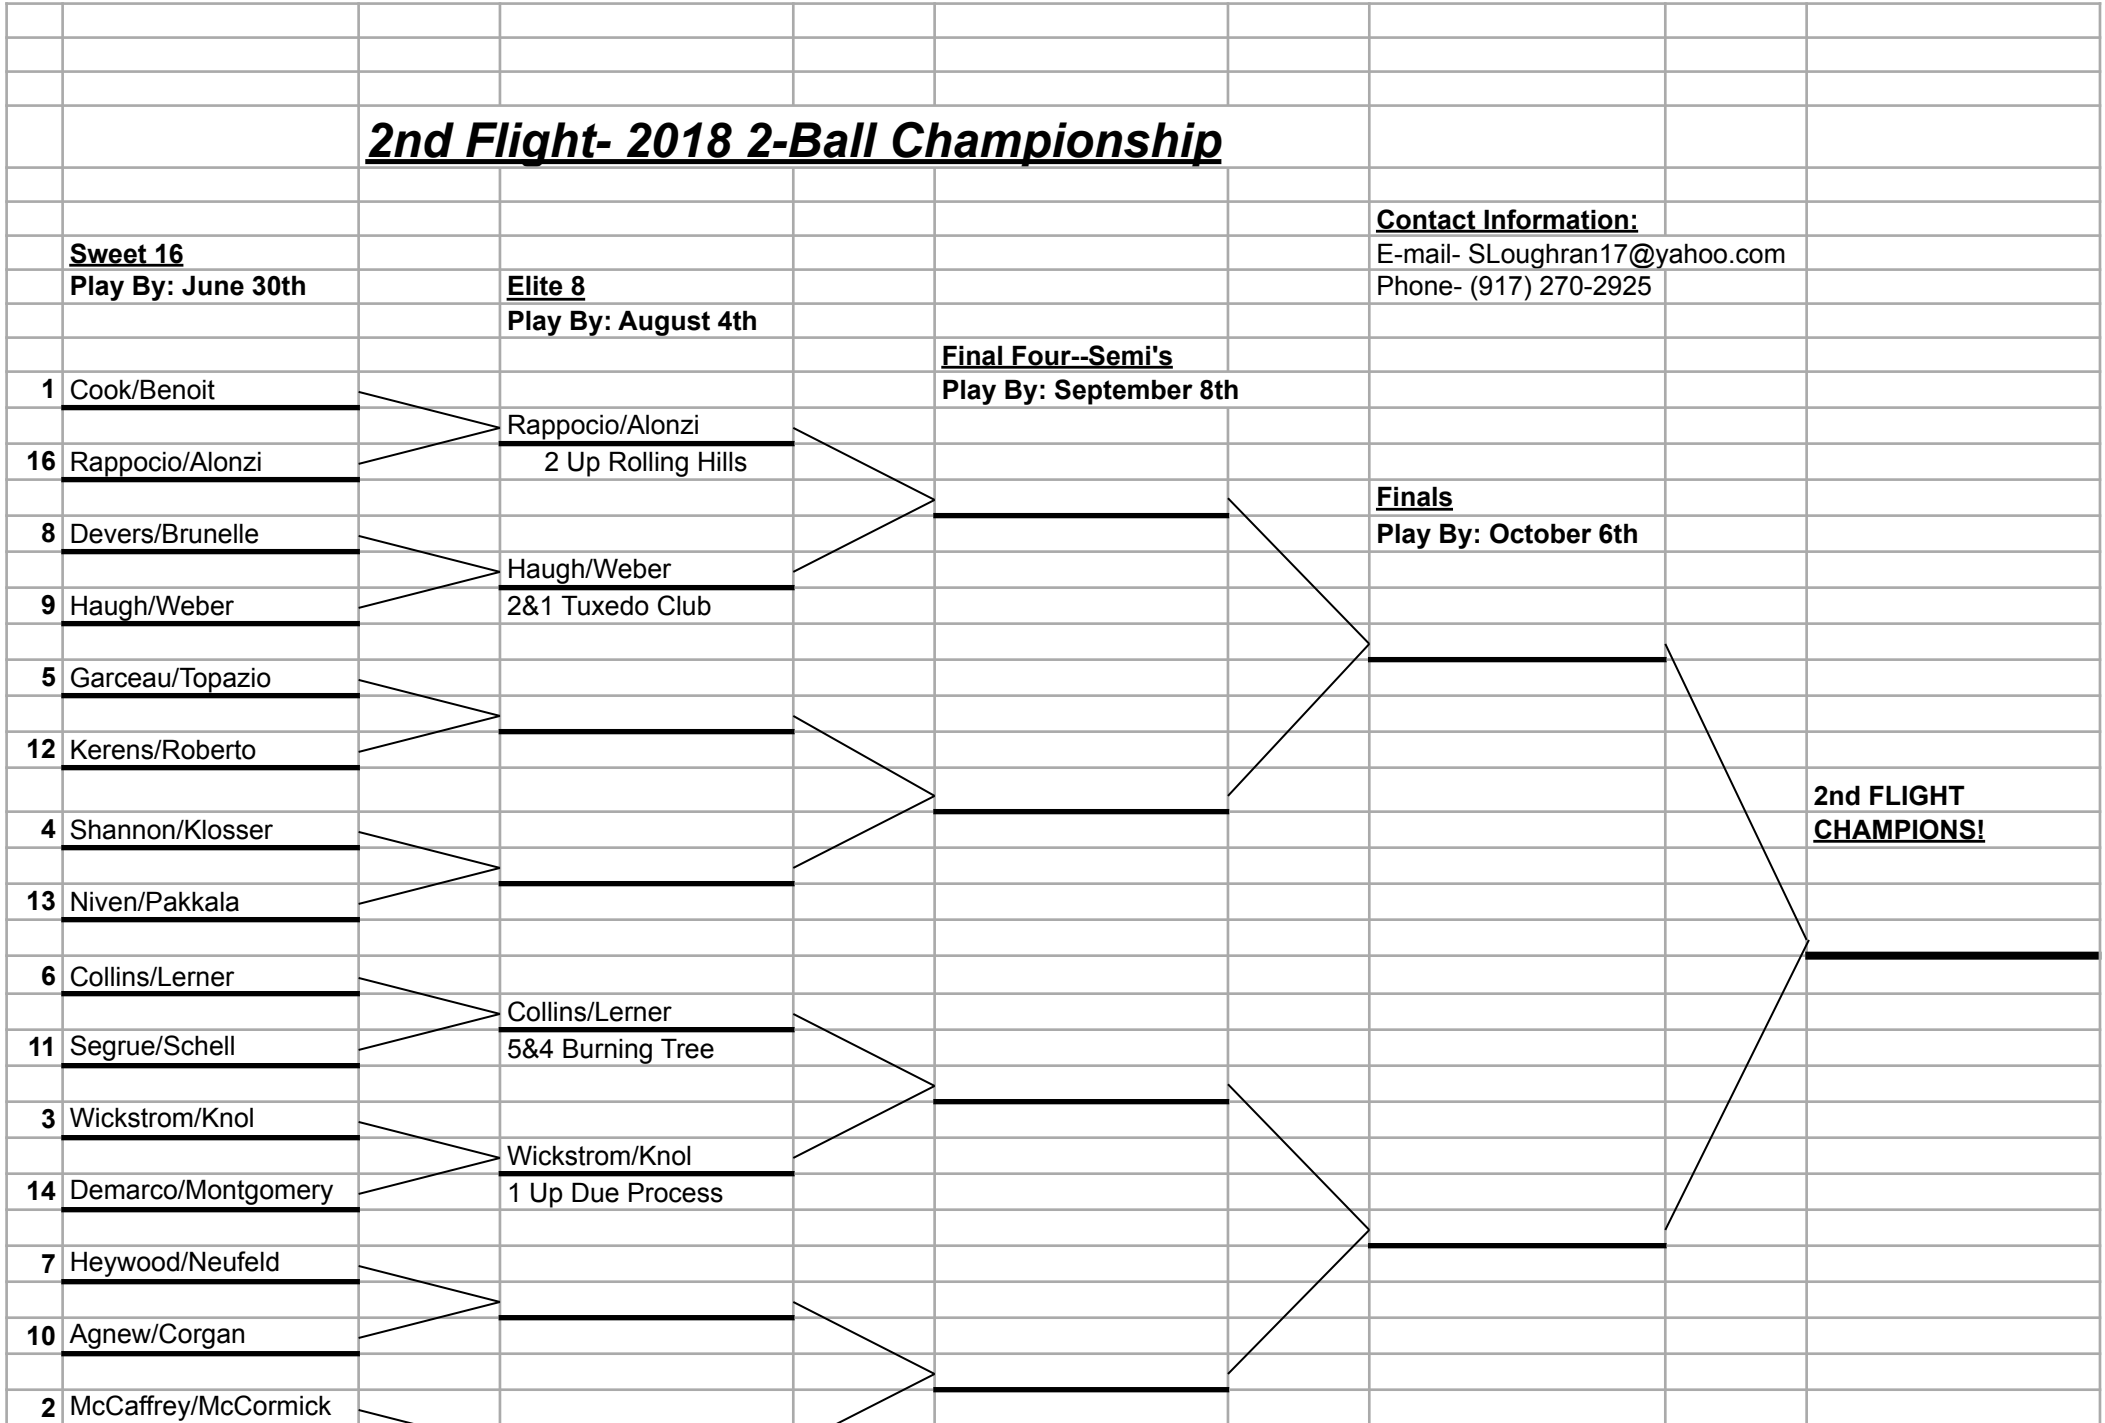 2nd Flight- 2018 2-Ball Championship
Contact Information:
Sweet 16
E-mail- SLoughran17@yahoo.com
Play By: June 30th
Elite 8
Phone- (917) 270-2925
Play By: August 4th
Final Four--Semi's
1 Cook/Benoit
Play By: September 8th
Rappocio/Alonzi
16 Rappocio/Alonzi
2 Up Rolling Hills
Finals
8 Devers/Brunelle
Play By: October 6th
Haugh/Weber
9 Haugh/Weber
2&1 Tuxedo Club
5 Garceau/Topazio
12 Kerens/Roberto
2nd FLIGHT
4 Shannon/Klosser
CHAMPIONS!
13 Niven/Pakkala
6 Collins/Lerner
Collins/Lerner
11 Segrue/Schell
5&4 Burning Tree
3 Wickstrom/Knol
Wickstrom/Knol
14 Demarco/Montgomery
1 Up Due Process
7 Heywood/Neufeld
10 Agnew/Corgan
2 McCaffrey/McCormick